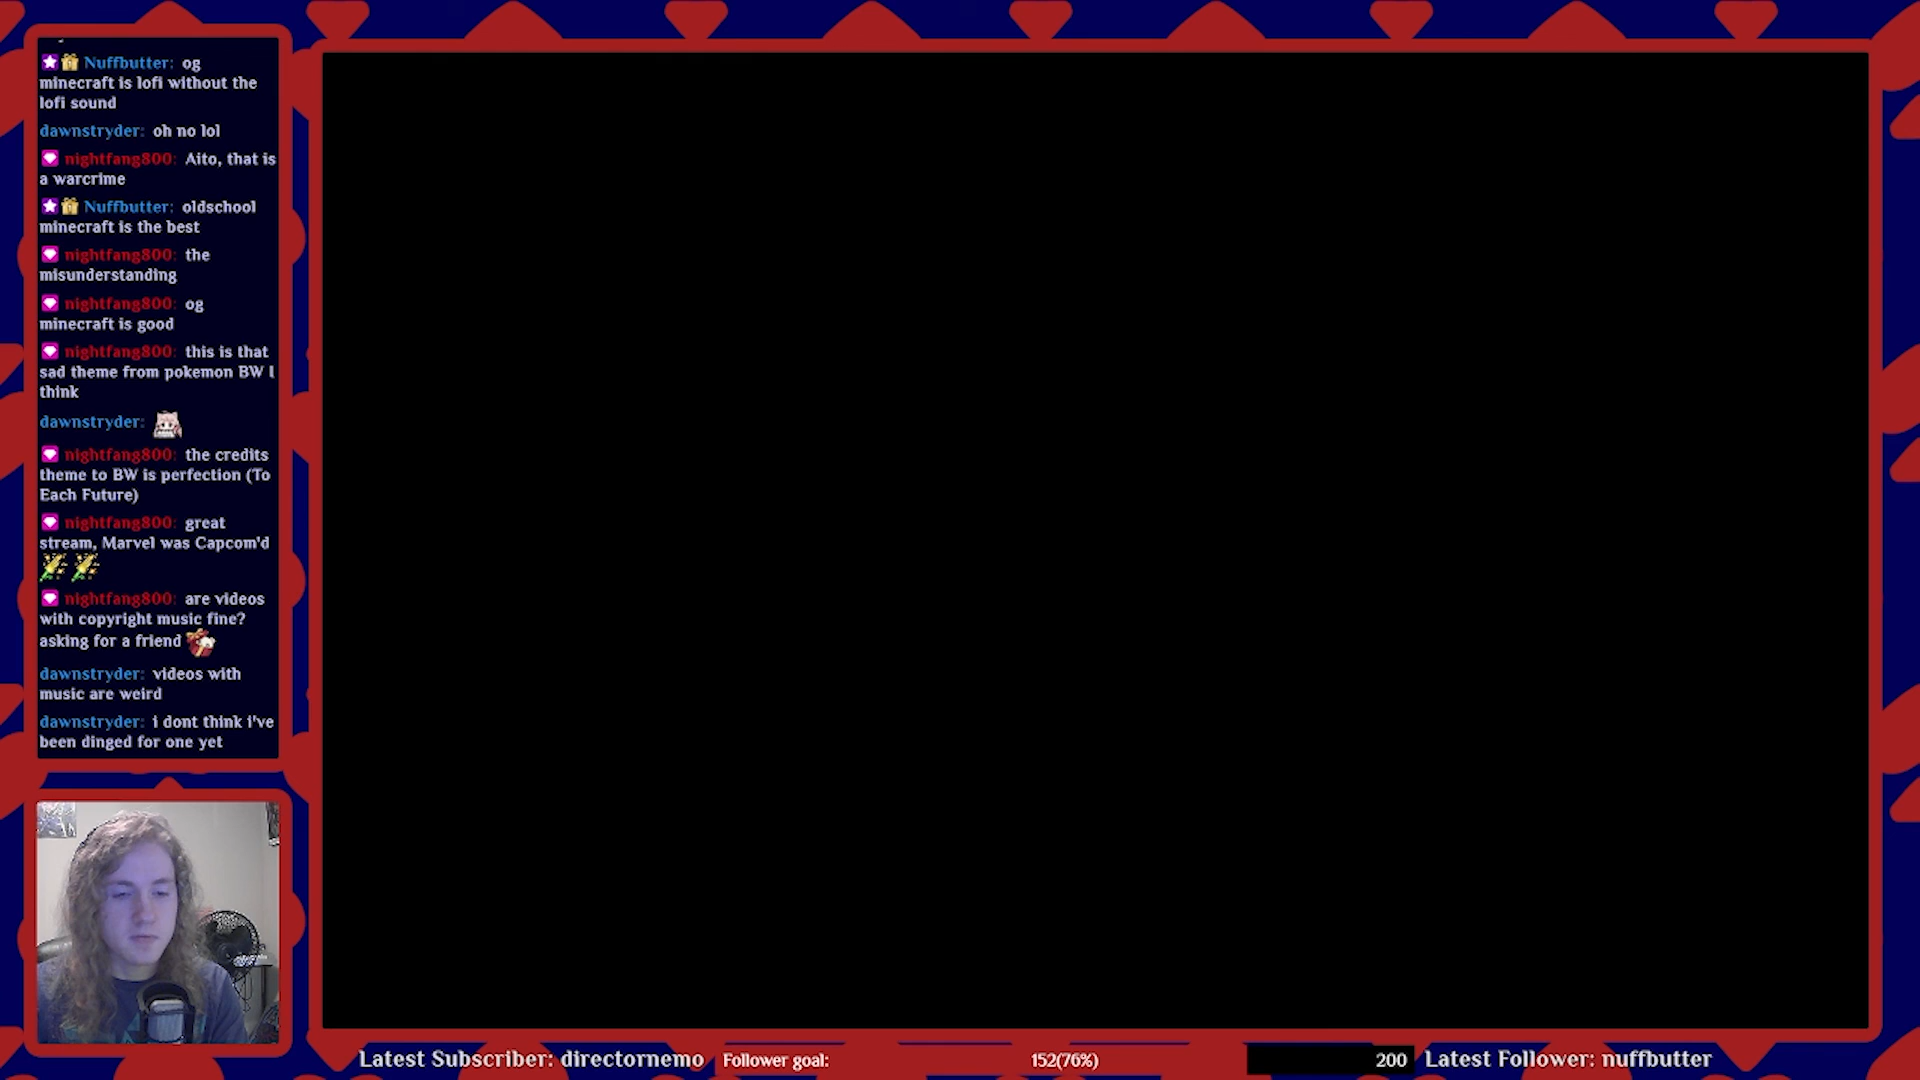 Nuffbutter: og
minecraft is lofi without the
lofi sound
dawnstryder: oh no lol
nightfang800: Aito, that is
a warcrime
Nuffbutter: oldschool
minecraft is the best
nightfang800: the
misunderstanding
nightfang800: og
minecraft is good
nightfang800: this is that
sad theme from pokemon BW I
think
dawnstryder:
nightfang800: the credits
theme to BW is perfection (To
Each Future)
nightfang800: great
stream, Marvel was Capcom'd
nightfang800: are videos
with copyright music fine?
asking for a friend
dawnstryder: videos with
music are weird
dawnstryder: i dont think i've
been dinged for one yet
Latest Subscriber: directornemo
Follower goal:
152(76%)
200
Latest Follower: nuffbutter